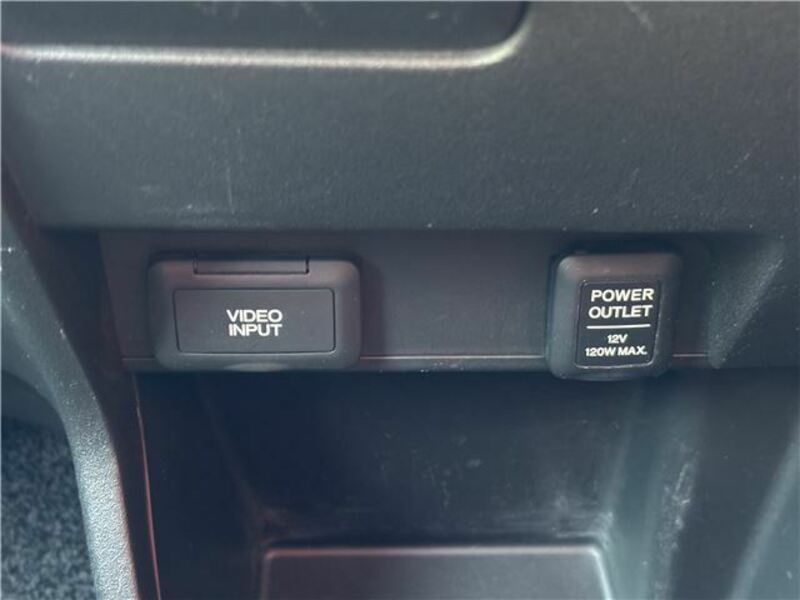 VIDEO
INPUT
POWER
OUTLET
12V
120W MAX.